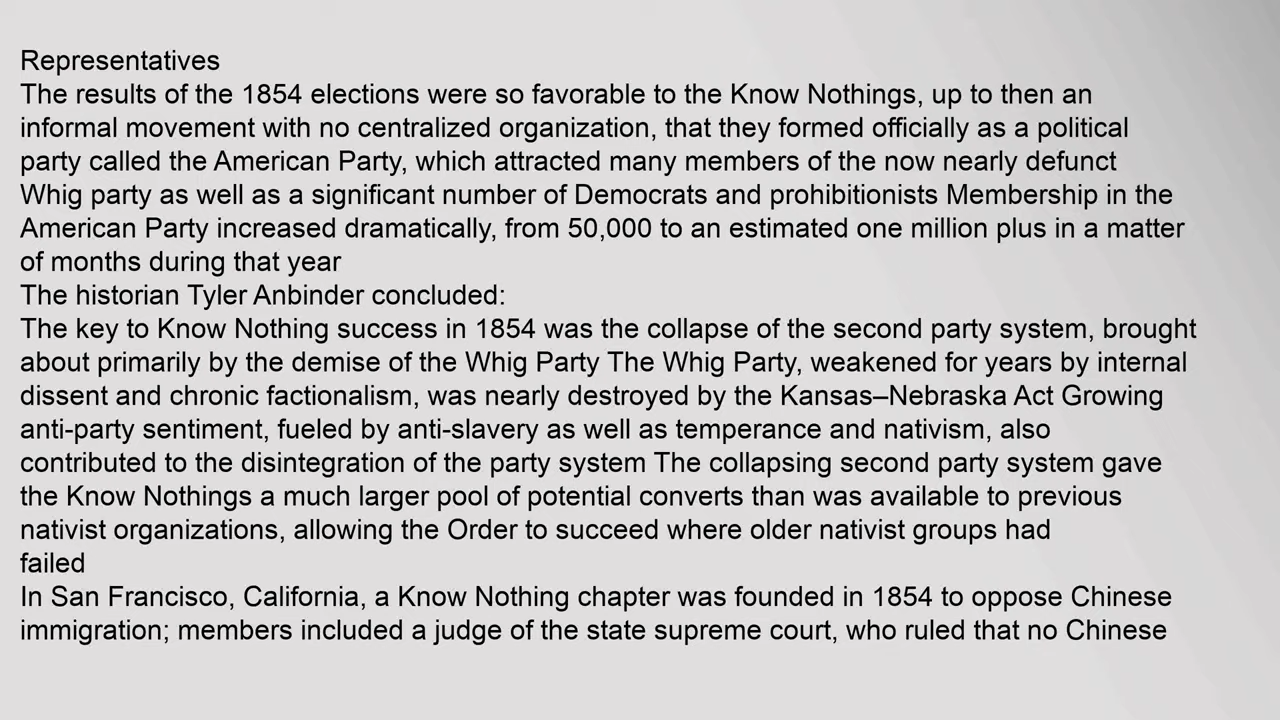 Representatives
The results of the 1854 elections were so favorable to the Know Nothings, up to then an
informal movement with no centralized organization, that they formed officially as a political
party called the American Party, which attracted many members of the now nearly defunct
Whig party as well as a significant number of Democrats and prohibitionists Membership in the
American Party increased dramatically, from 50,000 to an estimated one million plus in a matter
of months during that year
The historian Tyler Anbinder concluded:
The key to Know Nothing success in 1854 was the collapse of the second party system, brought
about primarily by the demise of the Whig Party The Whig Party, weakened for years by internal
dissent and chronic factionalism, was nearly destroyed by the Kansas–Nebraska Act Growing
anti-party sentiment, fueled by anti-slavery as well as temperance and nativism, also
contributed to the disintegration of the party system The collapsing second party system gave
the Know Nothings a much larger pool of potential converts than was available to previous
nativist organizations, allowing the Order to succeed where older nativist groups had
failed
In San Francisco, California, a Know Nothing chapter was founded in 1854 to oppose Chinese
immigration; members included a judge of the state supreme court, who ruled that no Chinese